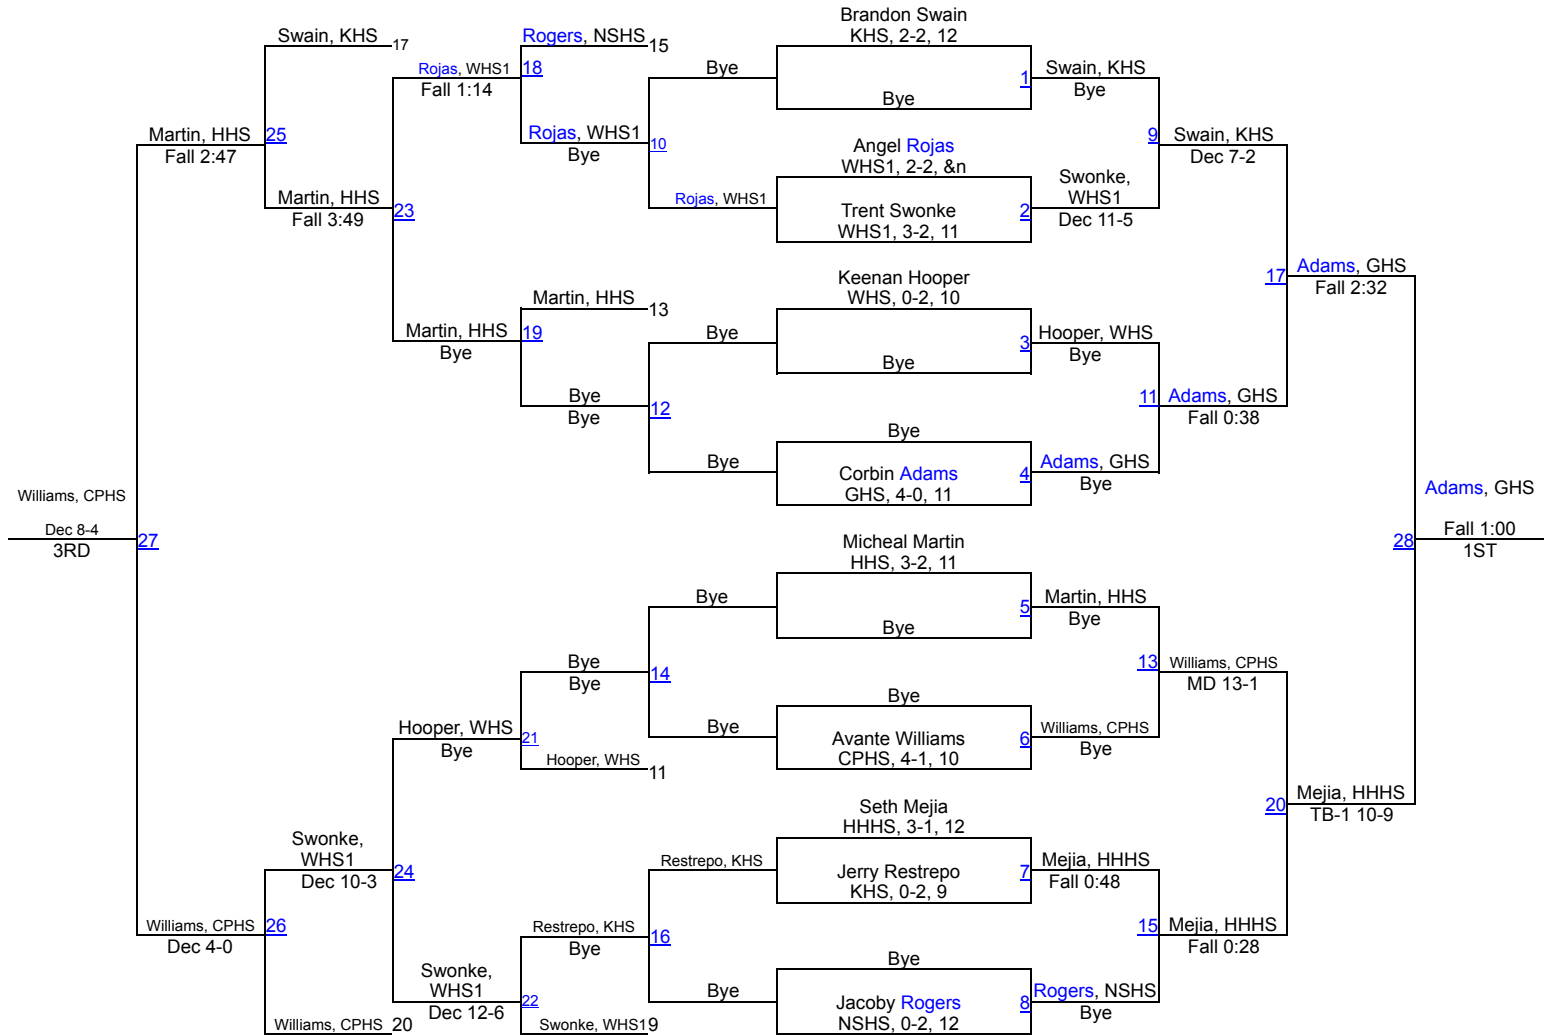 Brandon Swain
KHS, 2-2, 12
Swain, KHS
17
Rogers, NSHS
15
Rojas, WHS1
18
Fall 1:14
Bye
1
Swain, KHS
Bye
Bye
Martin, HHS
25
Fall 2:47
Rojas, WHS1
10
Bye
Angel Rojas
WHS1, 2-2, &n
9
Swain, KHS
Dec 7-2
Martin, HHS
23
Fall 3:49
Rojas, WHS1
Trent Swonke
WHS1, 3-2, 11
2
Swonke,
WHS1
Dec 11-5
17
Adams, GHS
Fall 2:32
Keenan Hooper
WHS, 0-2, 10
Martin, HHS
13
Martin, HHS
19
Bye
Bye
3
Hooper, WHS
Bye
Bye
Bye
12
Bye
11
Adams, GHS
Fall 0:38
Bye
Bye
Corbin Adams
GHS, 4-0, 11
4
Adams, GHS
Bye
Williams, CPHS
Dec 8-4
3RD
27
Adams, GHS
28
Fall 1:00
1ST
Micheal Martin
HHS, 3-2, 11
Bye
5
Martin, HHS
Bye
Bye
Bye
14
Bye
13
Williams, CPHS
MD 13-1
Bye
Bye
Avante Williams
CPHS, 4-1, 10
6
Williams, CPHS
Bye
Hooper, WHS
21
Bye
Hooper, WHS
11
Seth Mejia
HHHS, 3-1, 12
20
Mejia, HHHS
TB-1 10-9
Swonke,
WHS1
24
Dec 10-3
Restrepo, KHS
Jerry Restrepo
KHS, 0-2, 9
7
Mejia, HHHS
Fall 0:48
Williams, CPHS
26
Dec 4-0
Restrepo, KHS
16
Bye
15
Mejia, HHHS
Fall 0:28
Bye
Swonke,
WHS1
22
Dec 12-6
Bye
Jacoby Rogers
NSHS, 0-2, 12
8
Rogers, NSHS
Bye
Williams, CPHS
20
Swonke, WHS1
9